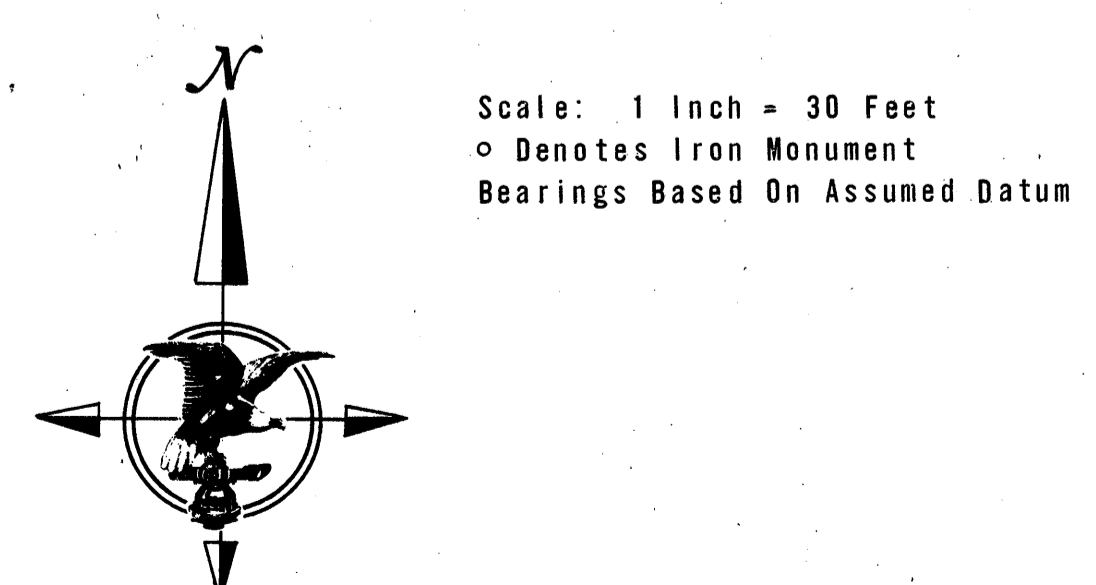 N
Scale: 1 Inch = 30 Feet
o Denotes Iron Monument
Bearings Based On Assumed Datum